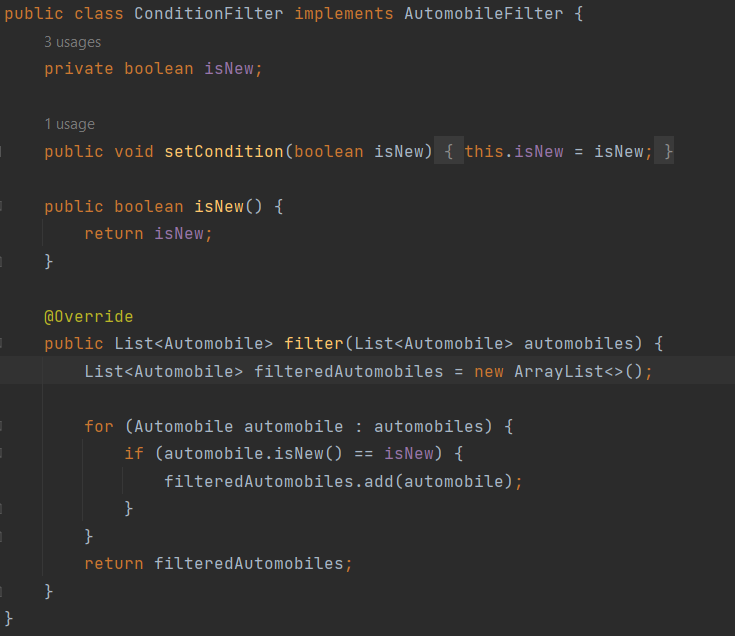 public class ConditionFilter implements AutomobileFilter {
3 usages
private boolean isNew;
1 usage
public void setCondition(boolean isNew) { this.isNew = isNew; }
public boolean isNew() {
return isNew;
}
@Override
public List<Automobile> filter(List<Automobile> automobiles) {
List<Automobile> filteredAutomobiles = new ArrayList<>();
for (Automobile automobile : automobiles) {
if (automobile.isNew() == isNew) {
filteredAutomobiles.add(automobile);
}
}
return filteredAutomobiles;
}
}